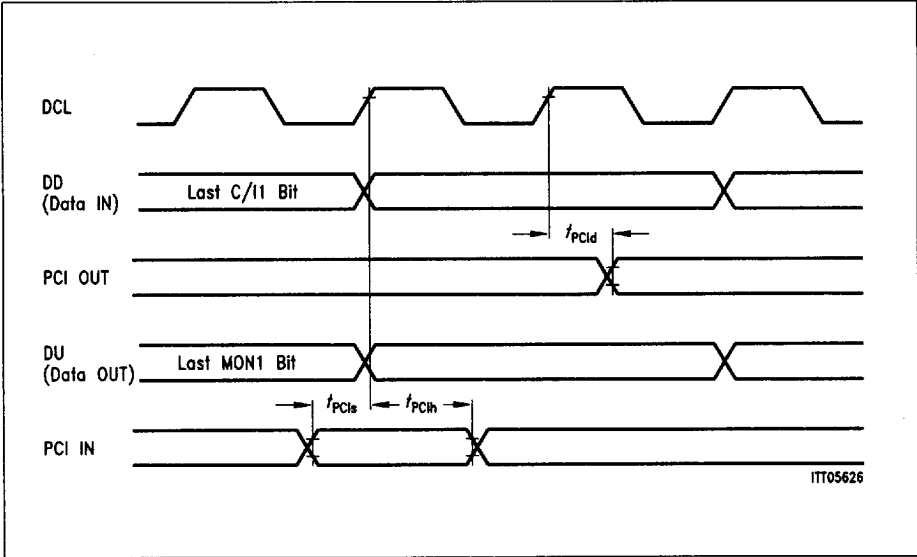 DCL
DD
(Data IN)
Last C/I1 Bit
tPCId
PCI OUT
DU
(Data OUT)
Last MON1 Bit
tPCIs
tPCIh
PCI IN
ITT05626